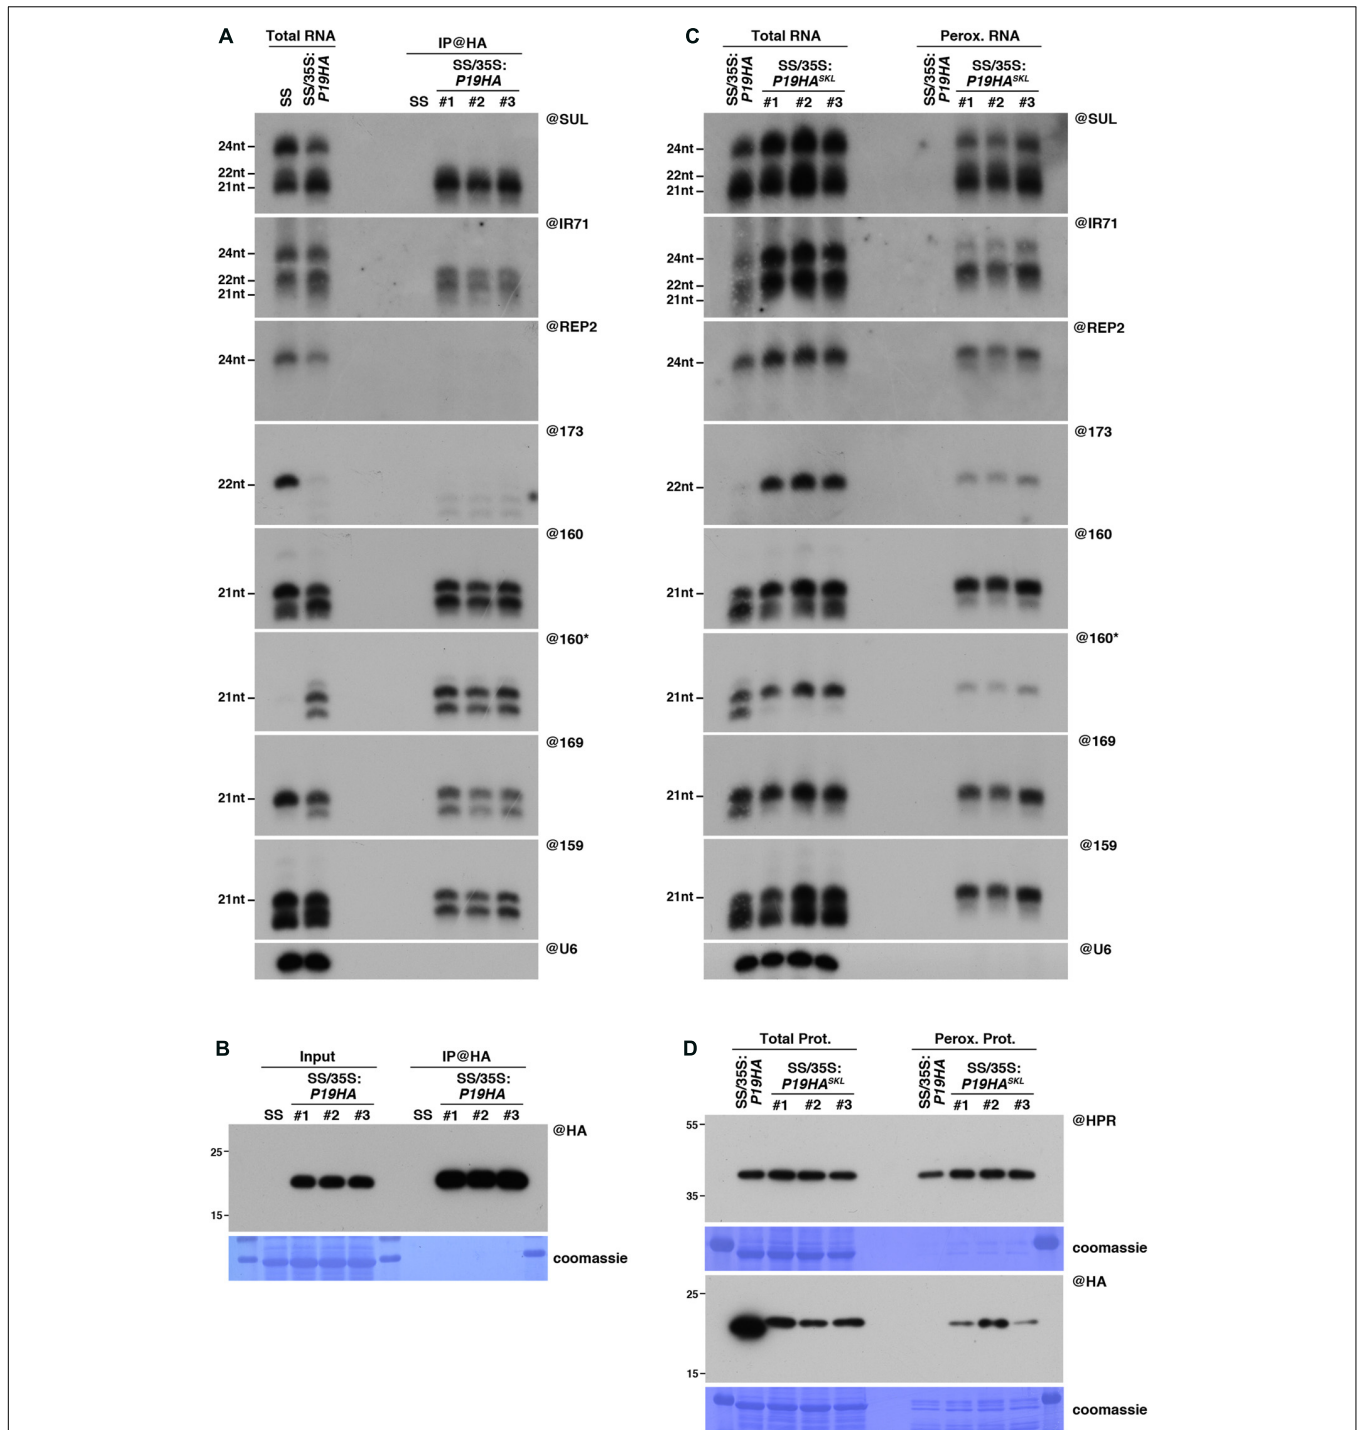 A
Total RNA
IP@HA
SS
SS/35S:
P19HA
SS/35S:
P19HA
SS #1 #2 #3
@SUL
24nt
22nt
21nt
@IR71
24nt
22nt
21nt
@REP2
24nt
@173
22nt
@160
21nt
@160*
21nt
@169
21nt
@159
21nt
@U6
C
Total RNA
Perox. RNA
SS/35S:
P19HA
SS/35S:
P19HASKL
#1 #2 #3
SS/35S:
P19HA
SS/35S:
P19HASKL
#1 #2 #3
@SUL
24nt
22nt
21nt
@IR71
24nt
22nt
21nt
@REP2
24nt
@173
22nt
@160
21nt
@160*
21nt
@169
21nt
@159
21nt
@U6
B
Input
IP@HA
SS/35S:
P19HA
SS/35S:
P19HA
SS #1 #2 #3
SS #1 #2 #3
@HA
25
15
coomassie
D
Total Prot.
Perox. Prot.
SS/35S:
P19HA
SS/35S:
P19HASKL
#1 #2 #3
SS/35S:
P19HA
SS/35S:
P19HASKL
#1 #2 #3
@HPR
55
35
coomassie
@HA
25
15
coomassie